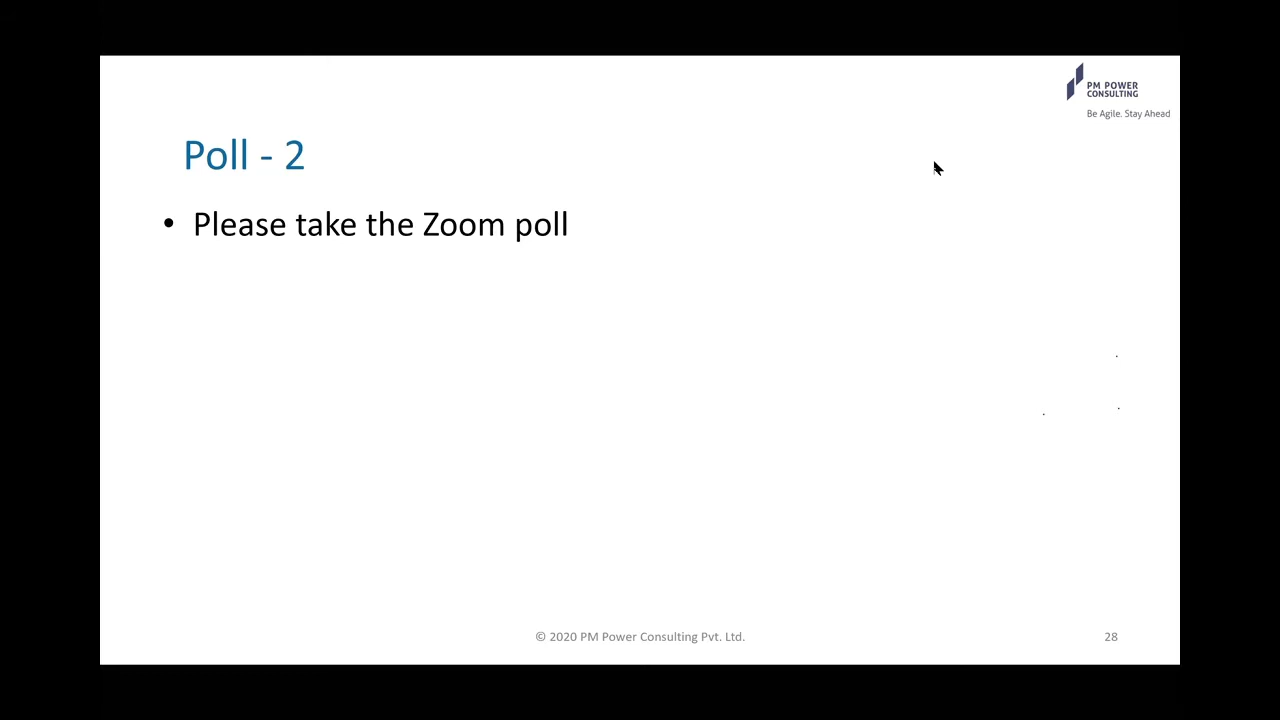 PM POWER
CONSULTING
Be Agile. Stay Ahead
Poll - 2
• Please take the Zoom poll
© 2020 PM Power Consulting Pvt. Ltd.
28